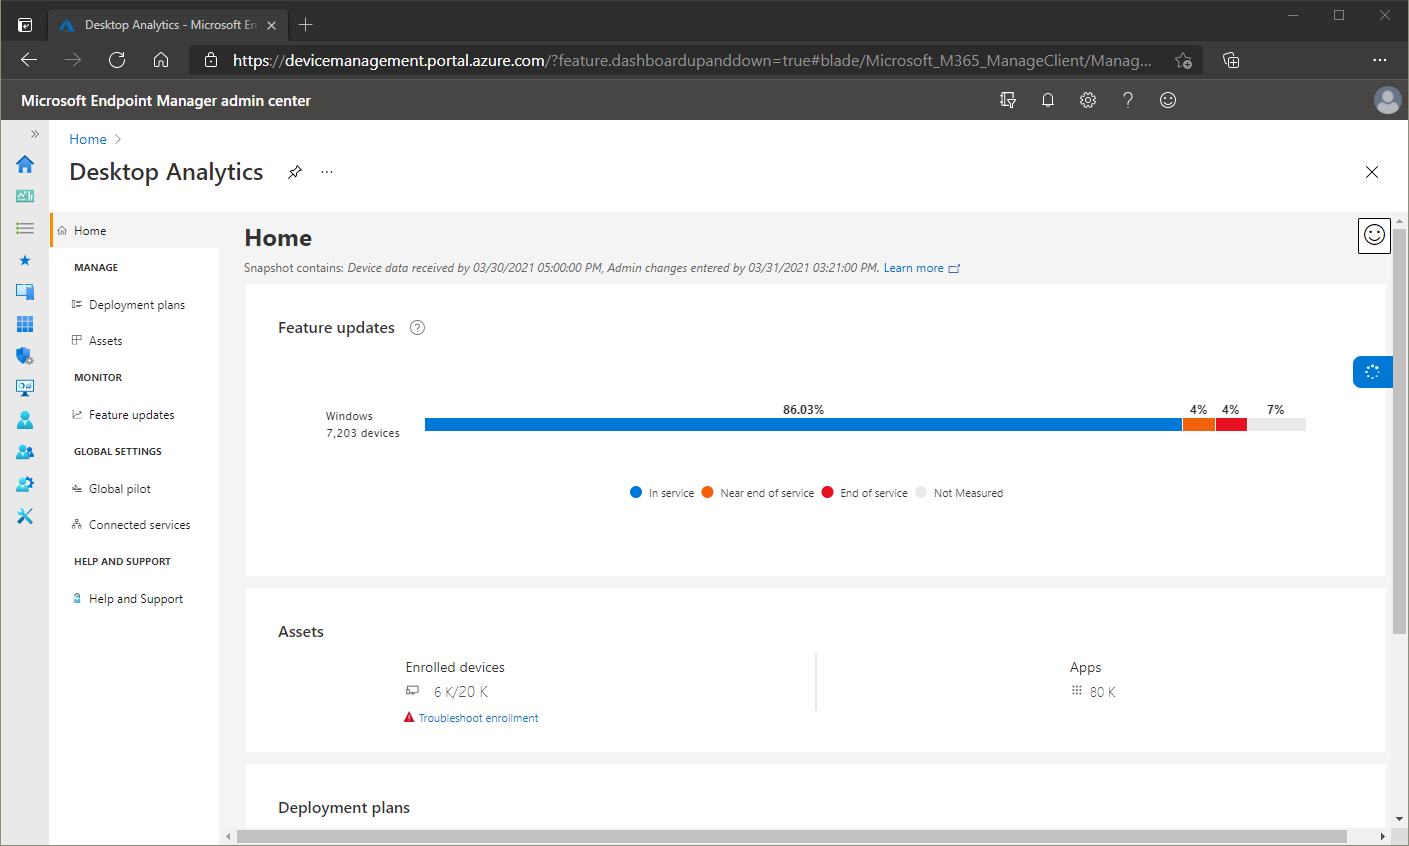 Desktop Analytics - Microsoft En
https://devicemanagement.portal.azure.com/?feature.dashboardupanddown=true#blade/Microsoft_M365_ManageClient/Manag...
Microsoft Endpoint Manager admin center
Home
Desktop Analytics
Home
MANAGE
Deployment plans
Assets
MONITOR
Feature updates
GLOBAL SETTINGS
Global pilot
Connected services
HELP AND SUPPORT
Help and Support
Home
Snapshot contains: Device data received by 03/30/2021 05:00:00 PM, Admin changes entered by 03/31/2021 03:21:00 PM. Learn more
Feature updates
Windows
7,203 devices
86.03% 4% 4% 7%
In service Near end of service End of service Not Measured
Assets
Enrolled devices
6 K/20 K
Troubleshoot enrollment
Apps
80 K
Deployment plans